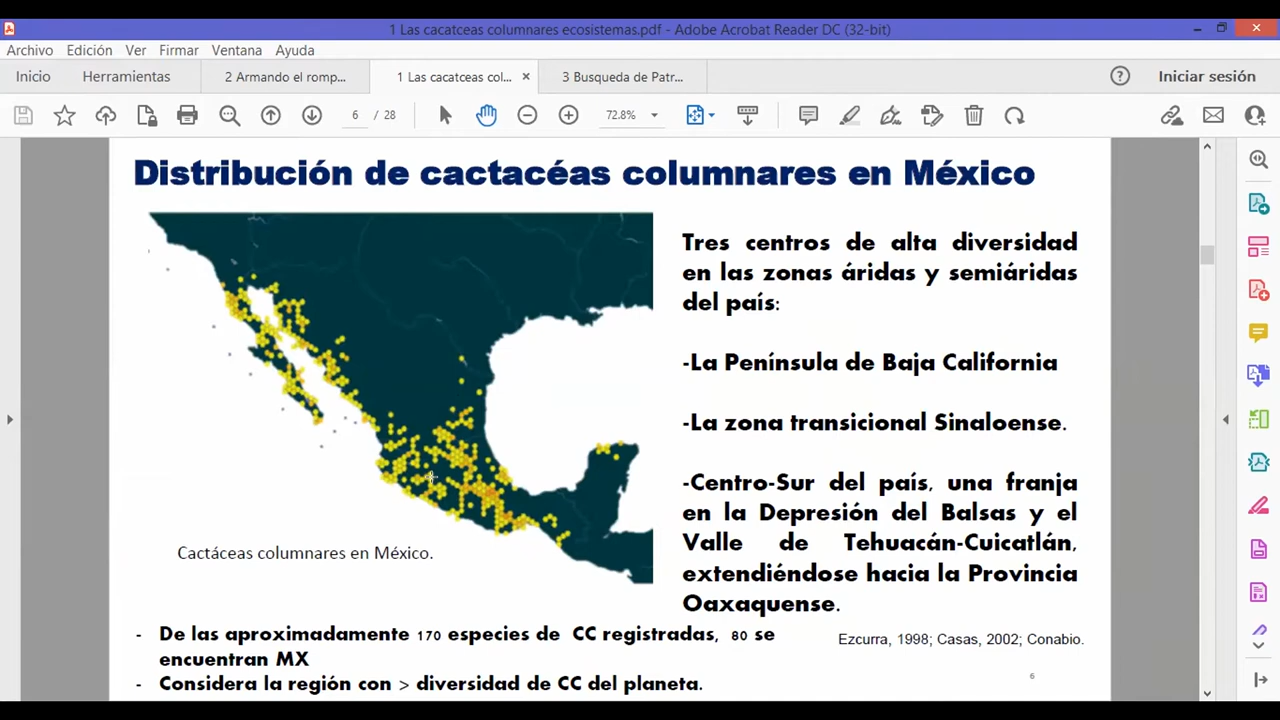 1 Las cacatceas columnares ecosistemas.pdf - Adobe Acrobat Reader DC (32-bit)
Archivo Edición Ver Firmar Ventana Ayuda
Inicio Herramientas 2 Armando el romp... 1 Las cacatceas col... × 3 Busqueda de Patr... ? Iniciar sesión
6 / 28 72.8%
Distribución de cactacéas columnares en México
Tres centros de alta diversidad
en las zonas áridas y semiáridas
del país:
-La Península de Baja California
-La zona transicional Sinaloense.
-Centro-Sur del país, una franja
en la Depresión del Balsas y el
Valle de Tehuacán-Cuicatlán,
extendiéndose hacia la Provincia
Oaxaquense.
Cactáceas columnares en México.
- De las aproximadamente 170 especies de CC registradas, 80 se
encuentran MX
- Considera la región con > diversidad de CC del planeta.
Ezcurra, 1998; Casas, 2002; Conabio.
6